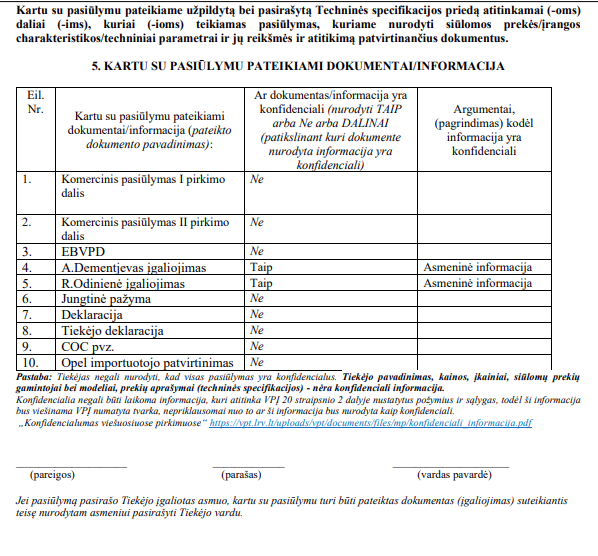 Kartu su pasiūlymu pateikiame užpildytą bei pasirašytą Techninės specifikacijos priedą atitinkamai (-oms)
daliai (-ims), kuriai (-ioms) teikiamas pasiūlymas, kuriame nurodyti siūlomos prekės/įrangos
charakteristikos/techniniai parametrai ir jų reikšmės ir atitikimą patvirtinančius dokumentus.
5. KARTU SU PASIŪLYMU PATEIKIAMI DOKUMENTAI/INFORMACIJA
Eil.
Nr.
Kartu su pasiūlymu pateikiami
dokumentai/informacija (pateikto
dokumento pavadinimas):
Ar dokumentas/informacija yra
konfidenciali (nurodyti TAIP
arba Ne arba DALINAI
(patikslinant kuri dokumente
nurodyta informacija yra
konfidenciali)
Argumentai,
(pagrindimas) kodėl
informacija yra
konfidenciali
1. Komercinis pasiūlymas I pirkimo
dalis
Ne
2. Komercinis pasiūlymas II pirkimo
dalis
Ne
3. EBVPD Ne
4. A.Dementjevas įgaliojimas Taip Asmeninė informacija
5. R.Odinienė įgaliojimas Taip Asmeninė informacija
6. Jungtinė pažyma Ne
7. Deklaracija Ne
8. Tiekėjo deklaracija Ne
9. COC pvz. Ne
10. Opel importuotojo patvirtinimas Ne
Pastaba: Tiekėjas negali nurodyti, kad visas pasiūlymas yra konfidencialus. Tiekėjo pavadinimas, kainos, įkainiai, siūlomų prekių
gamintojai bei modeliai, prekių aprašymai (techninės specifikacijos) - nėra konfidenciali informacija.
Konfidencialia negali būti laikoma informacija, kuri atitinka VPĮ 20 straipsnio 2 dalyje nustatytus požymius ir sąlygas, todėl ši informacija
bus viešinama VPĮ numatyta tvarka, nepriklausomai nuo to ar ši informacija bus nurodyta kaip konfidenciali.
„Konfidencialumas viešuosiuose pirkimuose“ https://vpt.lrv.lt/uploads/vpt/documents/files/mp/konfidenciali_informacija.pdf
(pareigos) (parašas) (vardas pavardė)
Jei pasiūlymą pasirašo Tiekėjo įgaliotas asmuo, kartu su pasiūlymu turi būti pateiktas dokumentas (įgaliojimas) suteikiantis
teisę nurodytam asmeniui pasirašyti Tiekėjo vardu.